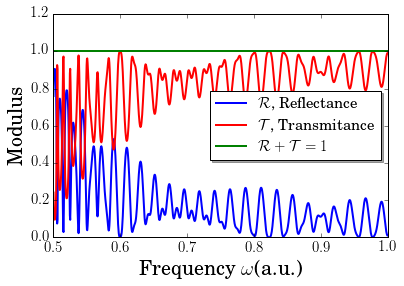 1.2
1.0
0.8
0.6
0.4
0.2
0.0
Modulus
ℛ, Reflectance
𝒯, Transmitance
ℛ + 𝒯 = 1
0.5 0.6 0.7 0.8 0.9 1.0
Frequency ω(a.u.)